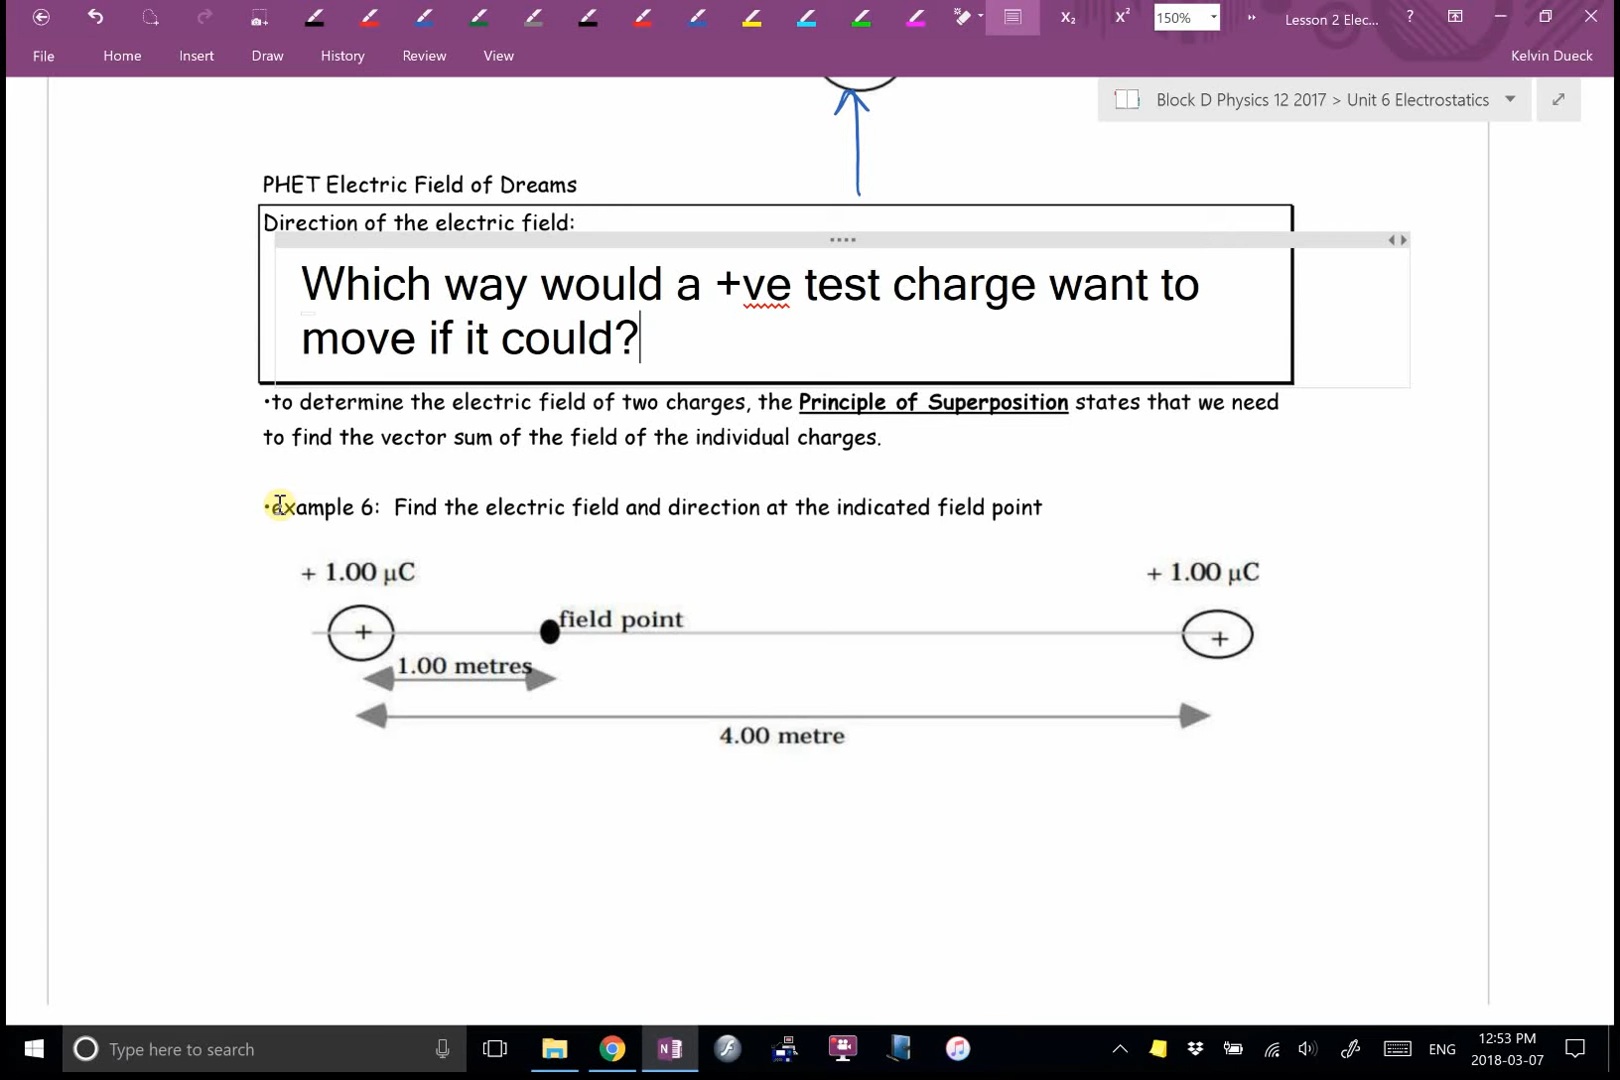 150%
Lesson 2 Elec...
?
File Home Insert Draw History Review View
Kelvin Dueck
Block D Physics 12 2017 > Unit 6 Electrostatics
PHET Electric Field of Dreams
Direction of the electric field:
Which way would a +ve test charge want to
move if it could?
•to determine the electric field of two charges, the Principle of Superposition states that we need
to find the vector sum of the field of the individual charges.
•example 6: Find the electric field and direction at the indicated field point
+ 1.00 µC + 1.00 µC
field point
+ +
1.00 metres
4.00 metre
Type here to search
ENG
12:53 PM
2018-03-07